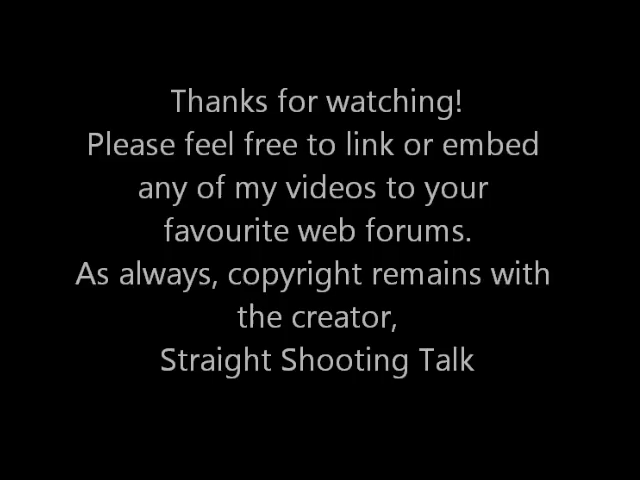 Thanks for watching!
Please feel free to link or embed
any of my videos to your
favourite web forums.
As always, copyright remains with
the creator,
Straight Shooting Talk